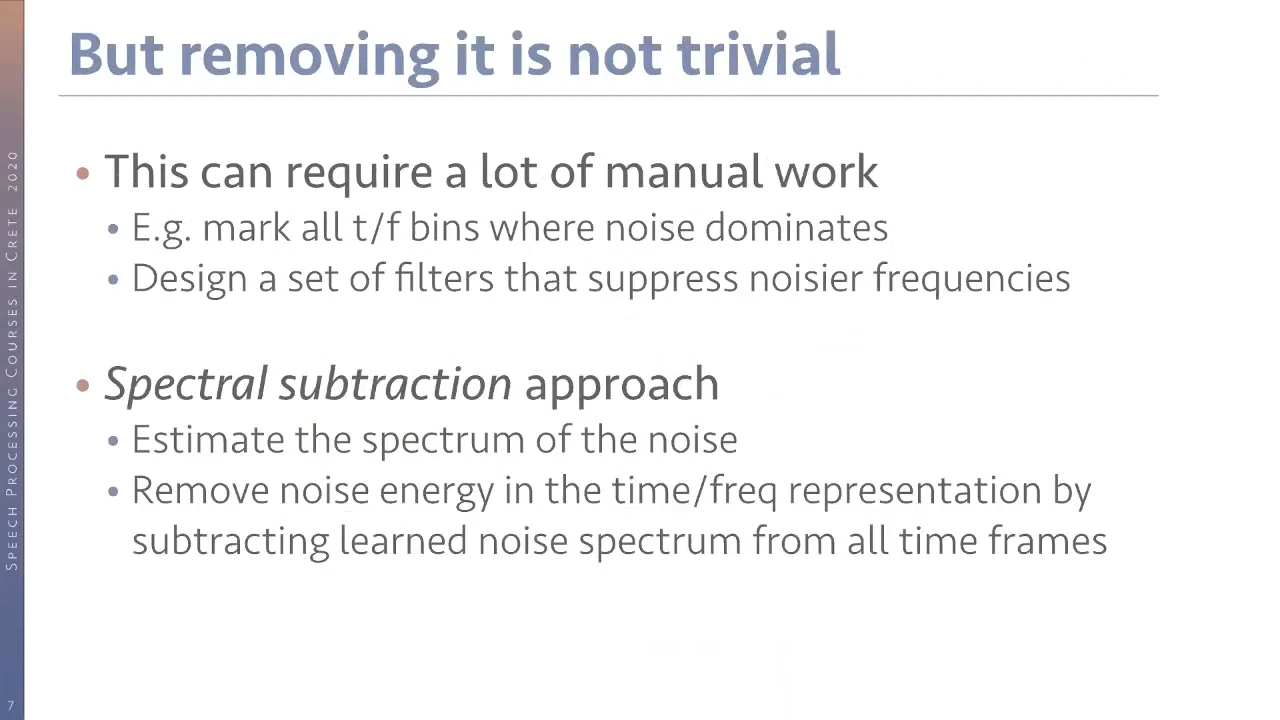 But removing it is not trivial
• This can require a lot of manual work
• E.g. mark all t/f bins where noise dominates
• Design a set of filters that suppress noisier frequencies
• Spectral subtraction approach
• Estimate the spectrum of the noise
• Remove noise energy in the time/freq representation by
subtracting learned noise spectrum from all time frames
Speech Processing Courses in Crete 2020
7